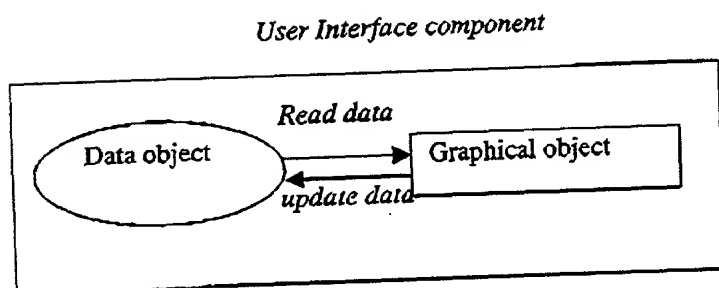 User Interface component
Read data
Data object
Graphical object
update data